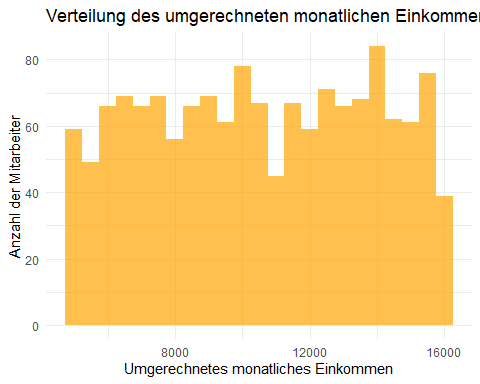 Verteilung des umgerechneten monatlichen Einkommen
80
60
40
20
0
Anzahl der Mitarbeiter
8000 12000 16000
Umgerechnetes monatliches Einkommen